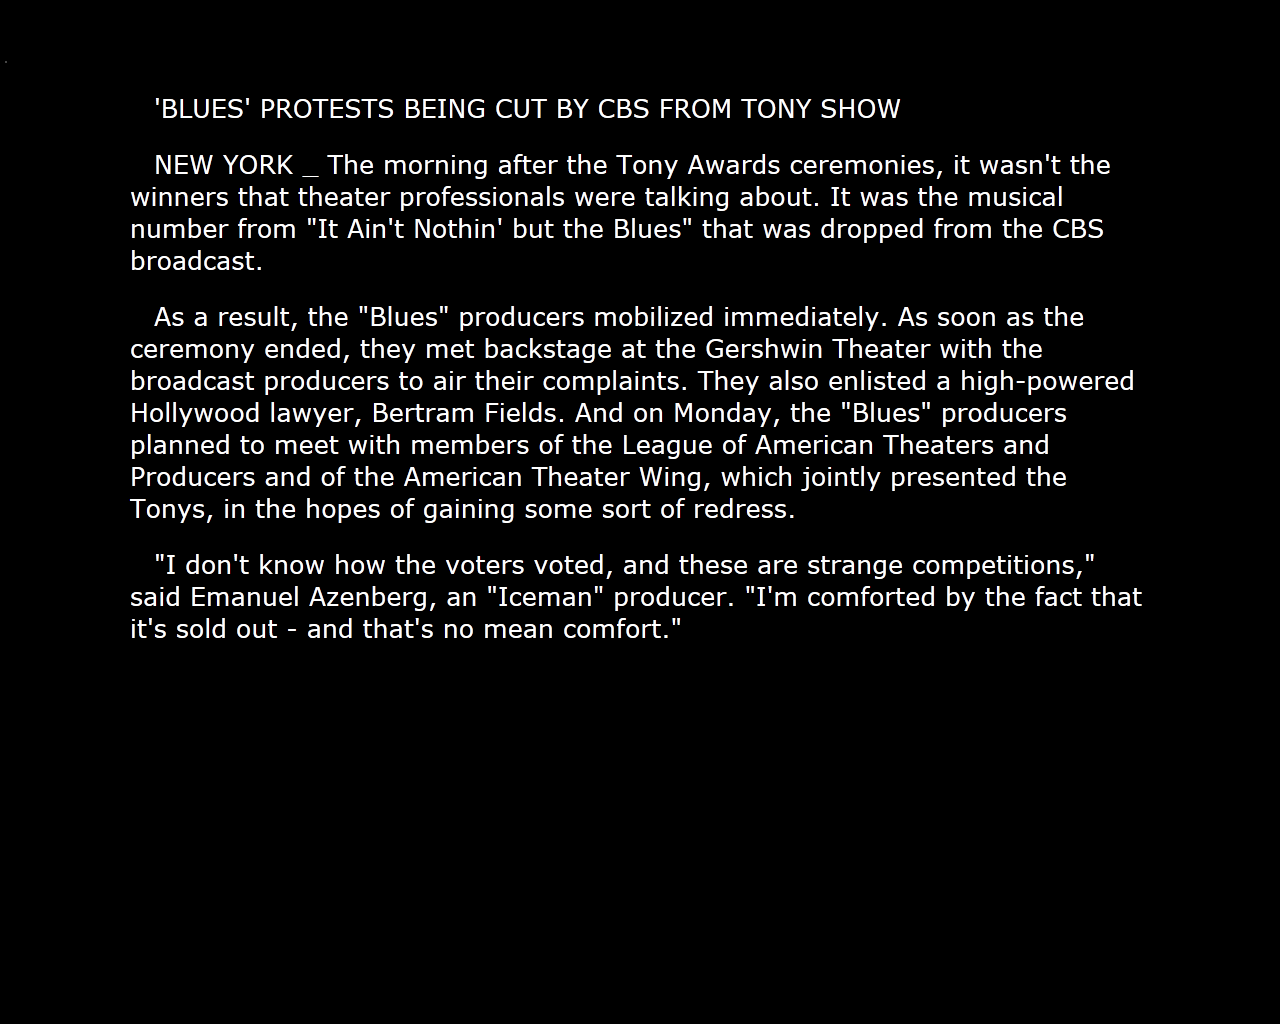 'BLUES' PROTESTS BEING CUT BY CBS FROM TONY SHOW
NEW YORK _ The morning after the Tony Awards ceremonies, it wasn't the
winners that theater professionals were talking about. It was the musical
number from "It Ain't Nothin' but the Blues" that was dropped from the CBS
broadcast.
As a result, the "Blues" producers mobilized immediately. As soon as the
ceremony ended, they met backstage at the Gershwin Theater with the
broadcast producers to air their complaints. They also enlisted a high-powered
Hollywood lawyer, Bertram Fields. And on Monday, the "Blues" producers
planned to meet with members of the League of American Theaters and
Producers and of the American Theater Wing, which jointly presented the
Tonys, in the hopes of gaining some sort of redress.
"I don't know how the voters voted, and these are strange competitions,"
said Emanuel Azenberg, an "Iceman" producer. "I'm comforted by the fact that
it's sold out - and that's no mean comfort."